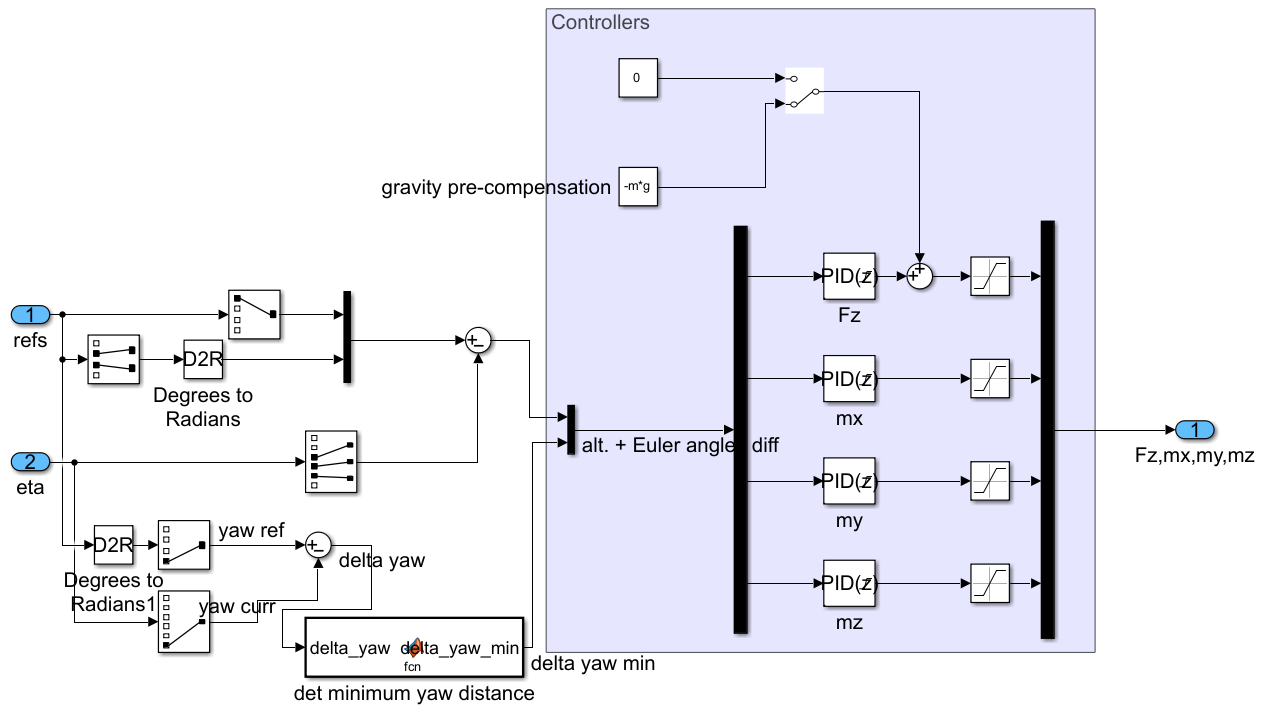 Controllers
0
gravity pre-compensation
-m*g
1
refs
D2R
Degrees to
Radians
+
−
PID(z)
Fz
+
+
PID(z)
mx
alt. + Euler angles diff
1
Fz,mx,my,mz
2
eta
PID(z)
my
D2R
Degrees to
Radians1
yaw ref
+
−
delta yaw
yaw curr
PID(z)
mz
delta_yaw
delta_yaw_min
fcn
det minimum yaw distance
delta yaw min